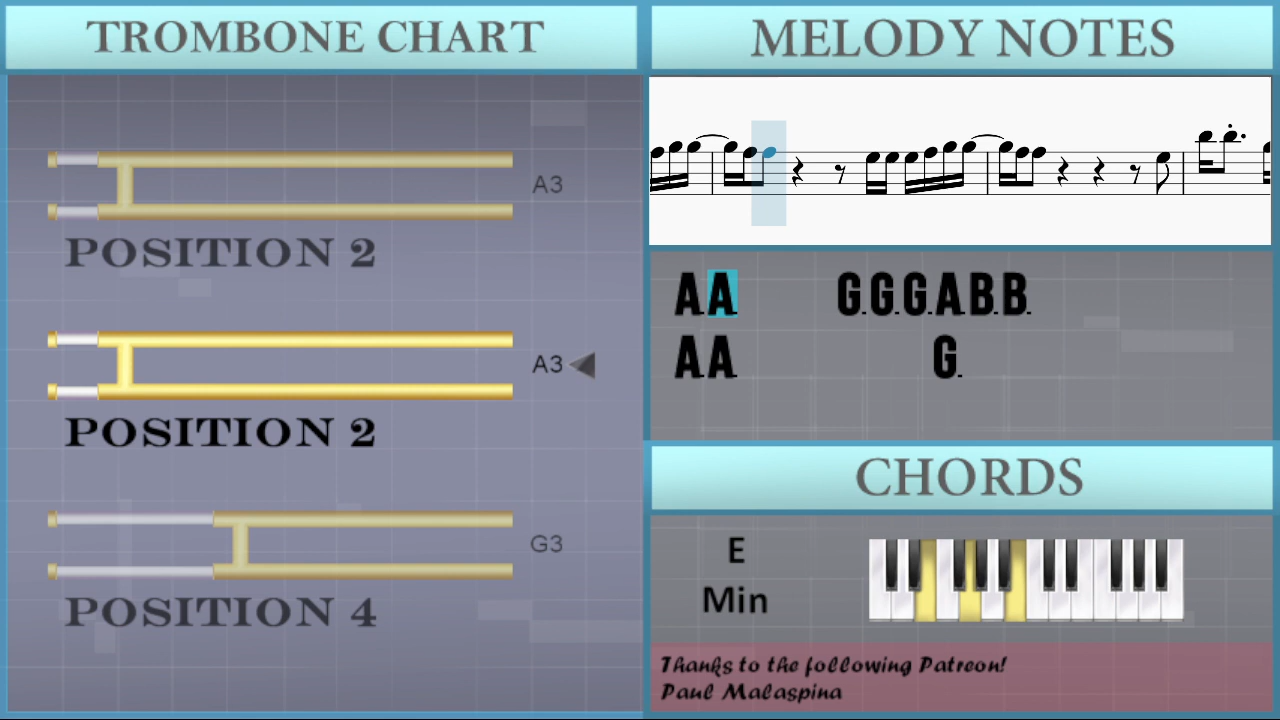 TROMBONE CHART
A3
POSITION 2
A3
POSITION 2
G3
POSITION 4
MELODY NOTES
A. A. G. G. G. A. B. B.
A. A. G.
CHORDS
E
Min
Thanks to the following Patreon!
Paul Malaspina